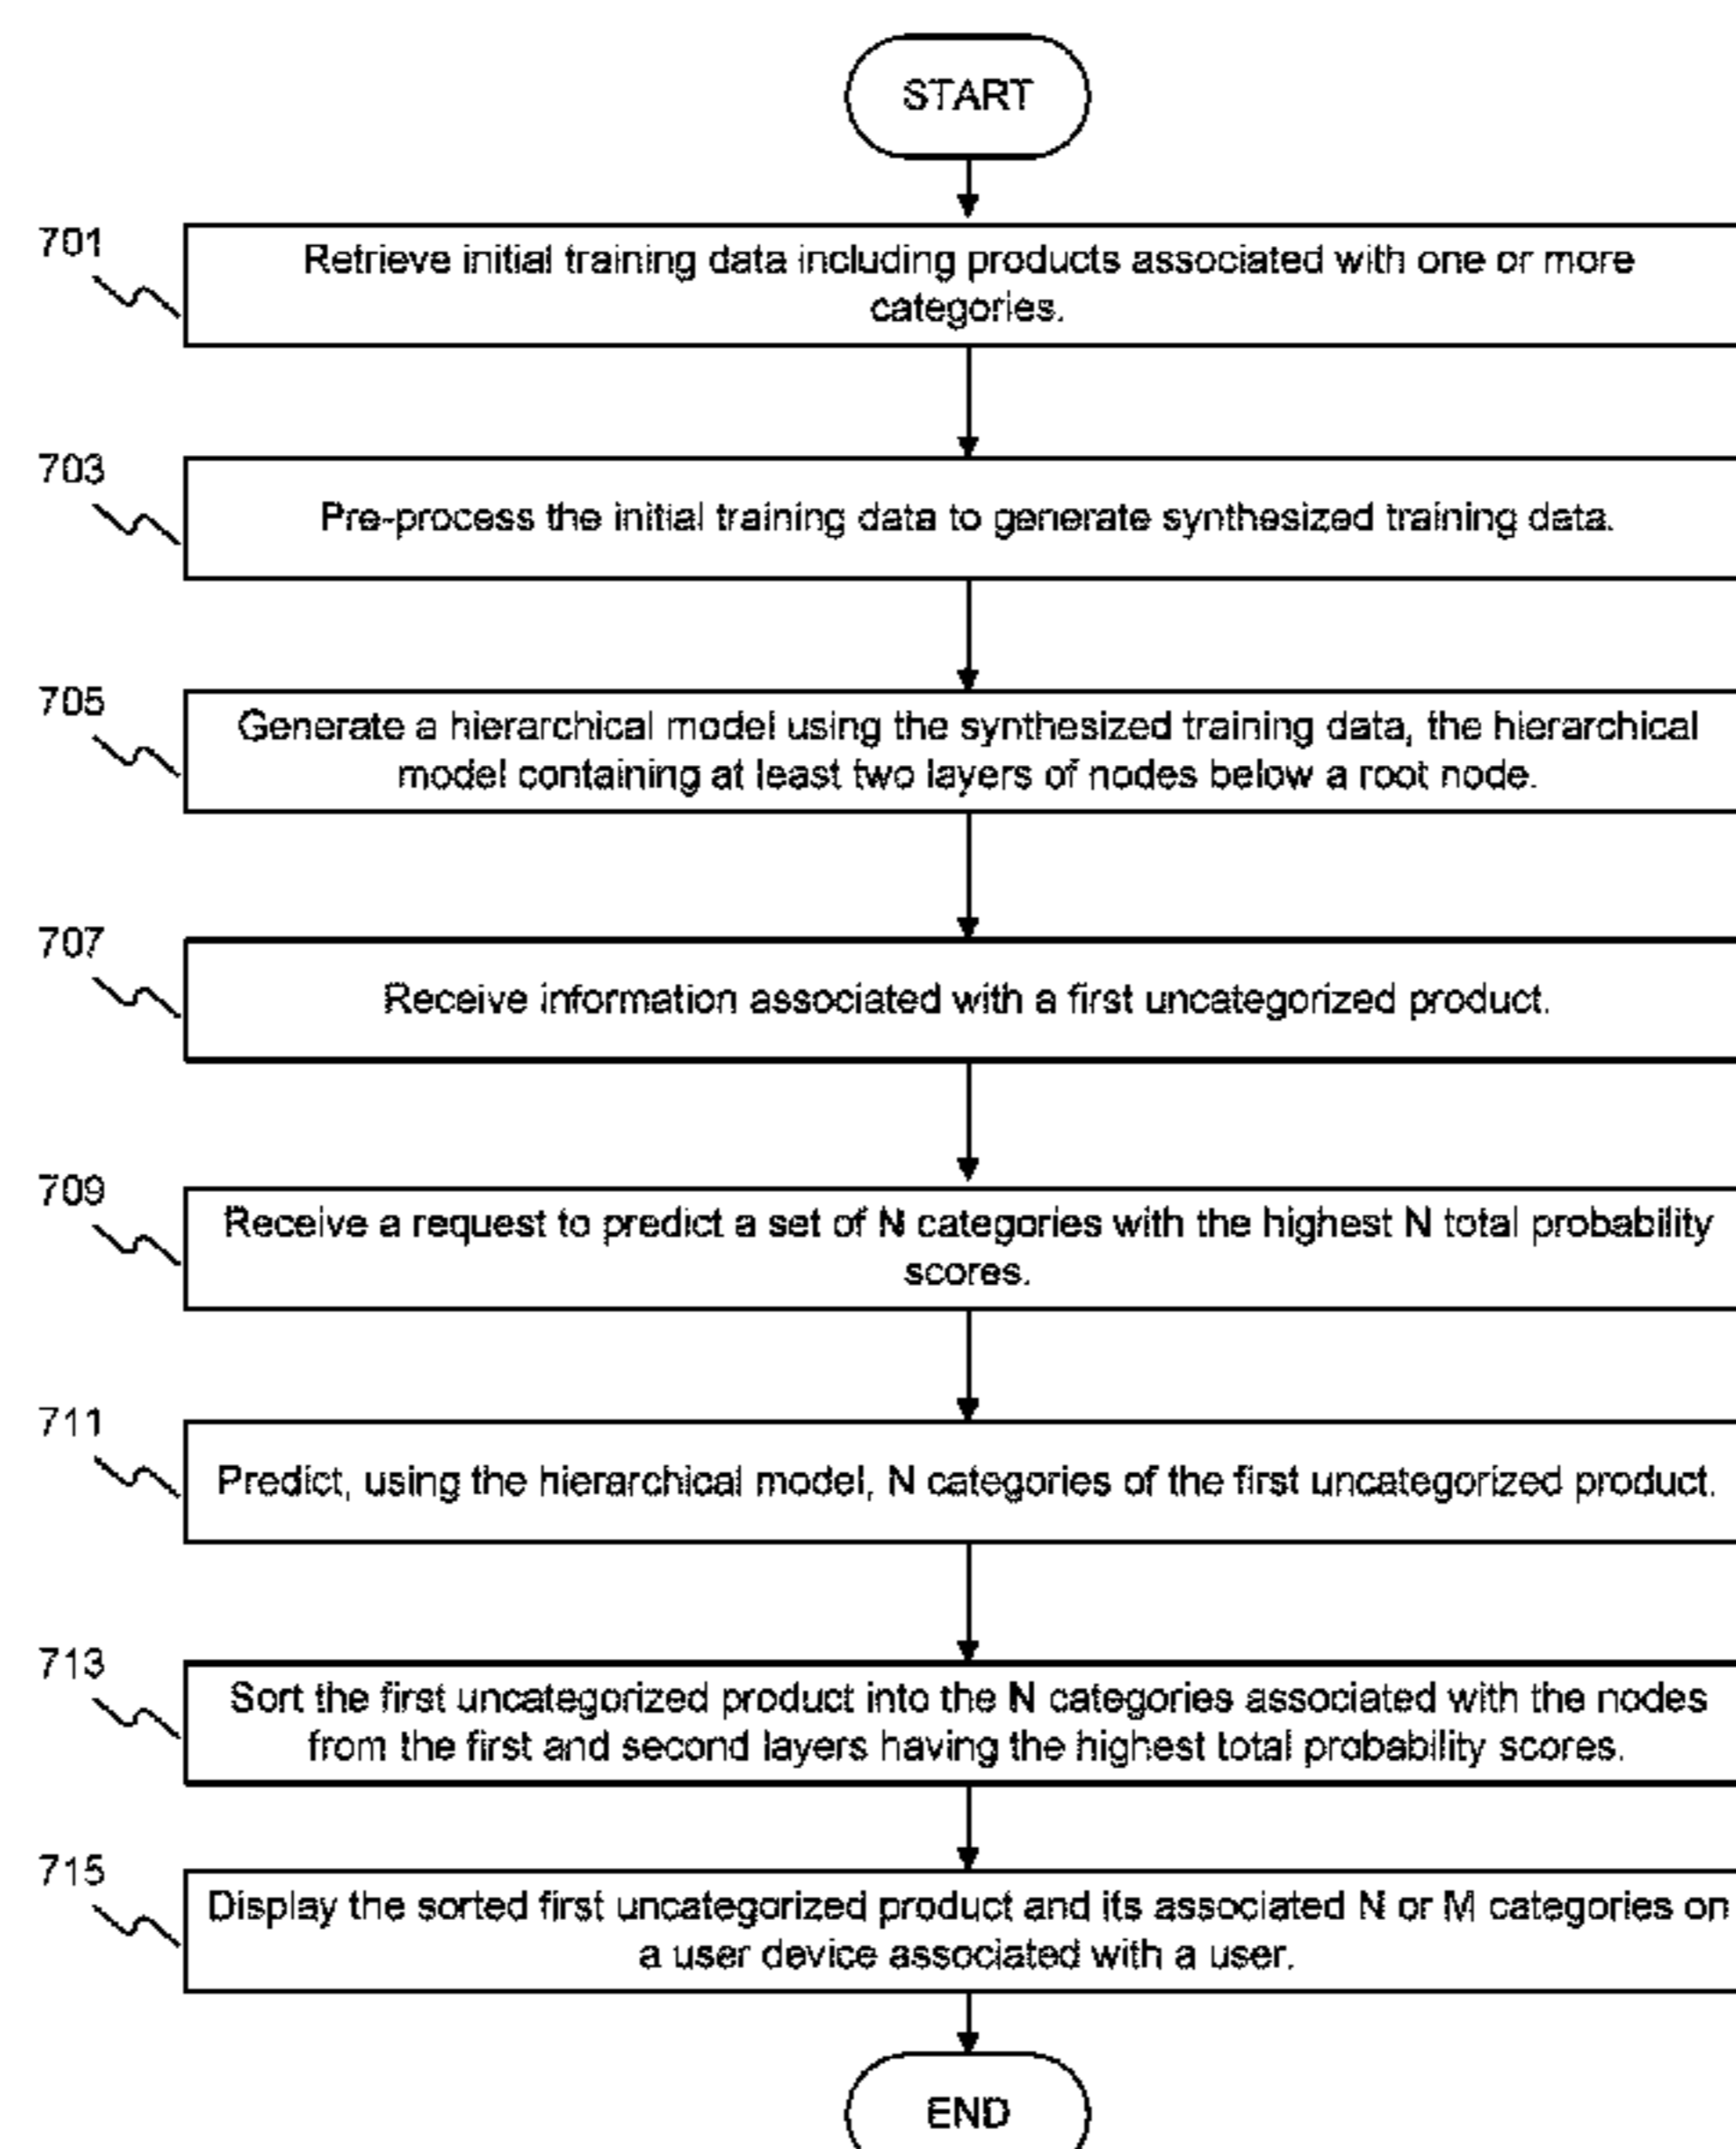 START
701
Retrieve initial training data including products associated with one or more
categories.
703
Pre-process the initial training data to generate synthesized training data.
705
Generate a hierarchical model using the synthesized training data, the hierarchical
model containing at least two layers of nodes below a root node.
707
Receive information associated with a first uncategorized product.
709
Receive a request to predict a set of N categories with the highest N total probability
scores.
711
Predict, using the hierarchical model, N categories of the first uncategorized product.
713
Sort the first uncategorized product into the N categories associated with the nodes
from the first and second layers having the highest total probability scores.
715
Display the sorted first uncategorized product and its associated N or M categories on
a user device associated with a user.
END